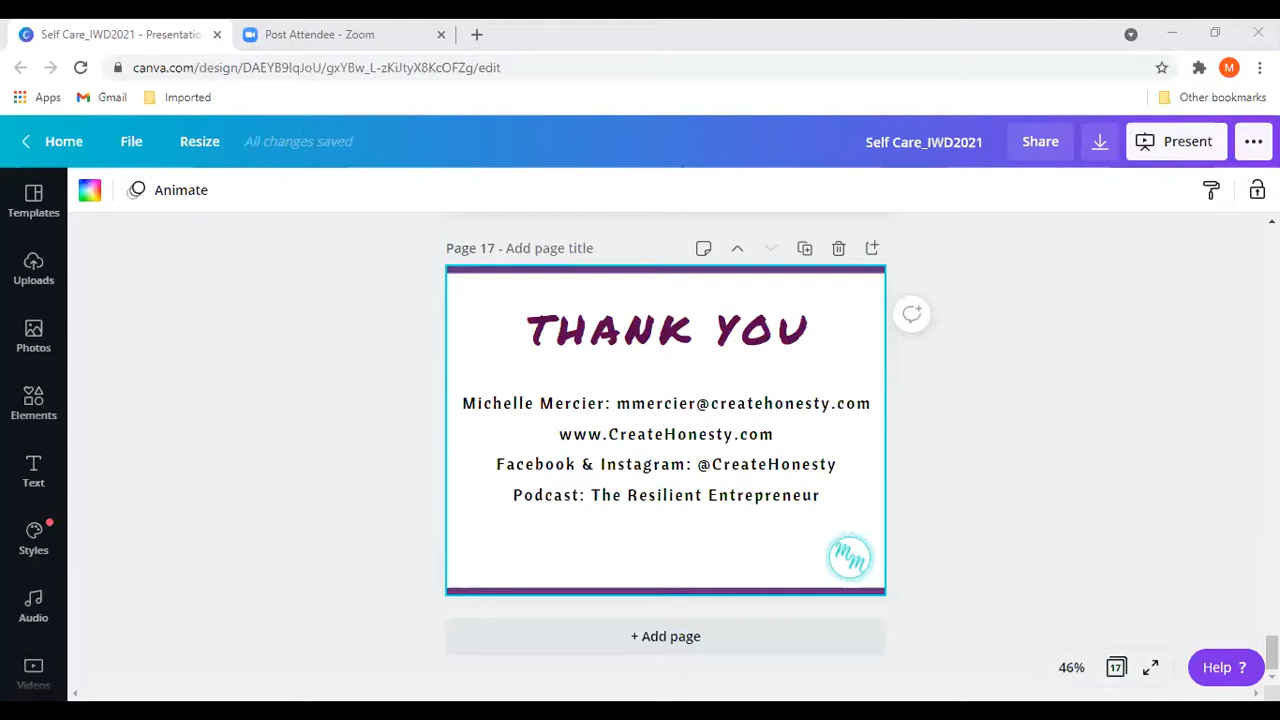 Self Care_IWD2021 - Presentatio
Post Attendee - Zoom
canva.com/design/DAEYB9IqJoU/gxYBw_L-zKiJtyX8KcOFZg/edit
M
Apps
Gmail
Imported
Other bookmarks
Home
File
Resize
All changes saved
Self Care_IWD2021
Share
Present
Animate
Templates
Uploads
Photos
Elements
Text
Styles
Audio
Videos
Page 17 - Add page title
THANK YOU
Michelle Mercier: mmercier@createhonesty.com
www.CreateHonesty.com
Facebook & Instagram: @CreateHonesty
Podcast: The Resilient Entrepreneur
MM
+ Add page
46%
17
Help ?